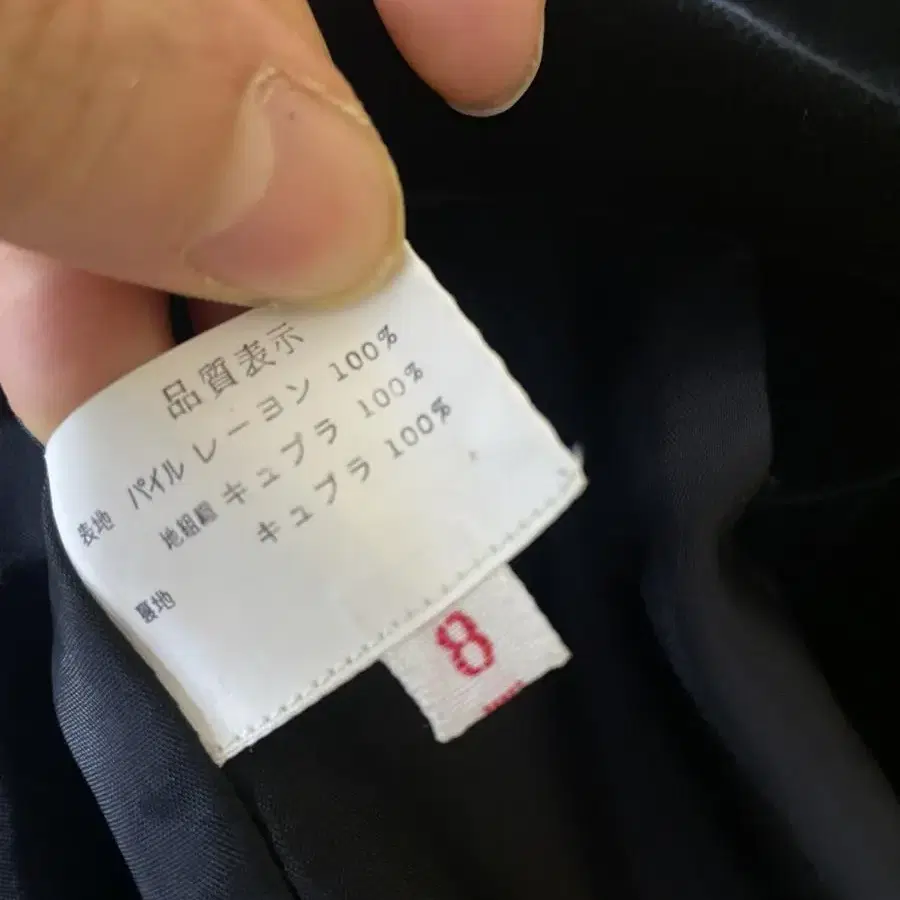 品質表示
表地 パイル レーヨン 100%
地組織 キュプラ 100%
裏地 キュプラ 100%
8